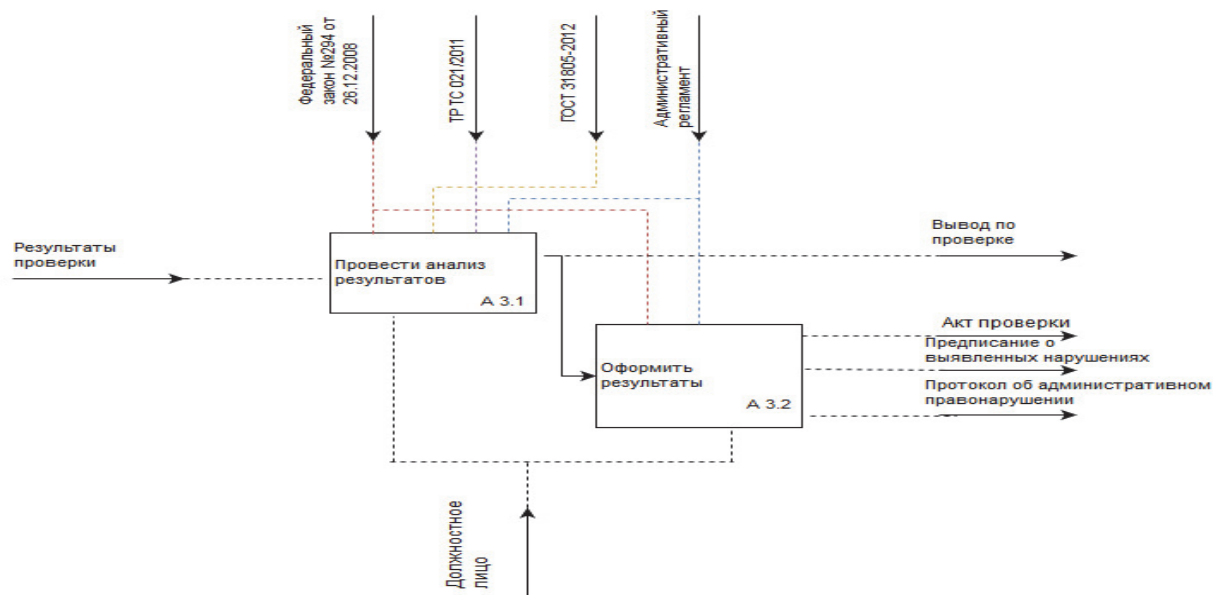 Федеральный
закон №294 от
26.12.2008
ТР ТС 021/2011
ГОСТ 31805-2012
Административный
регламент
Результаты
проверки
Провести анализ
результатов
А 3.1
Вывод по
проверке
Оформить
результаты
А 3.2
Акт проверки
Предписание о
выявленных нарушениях
Протокол об административном
правонарушении
Должностное
лицо